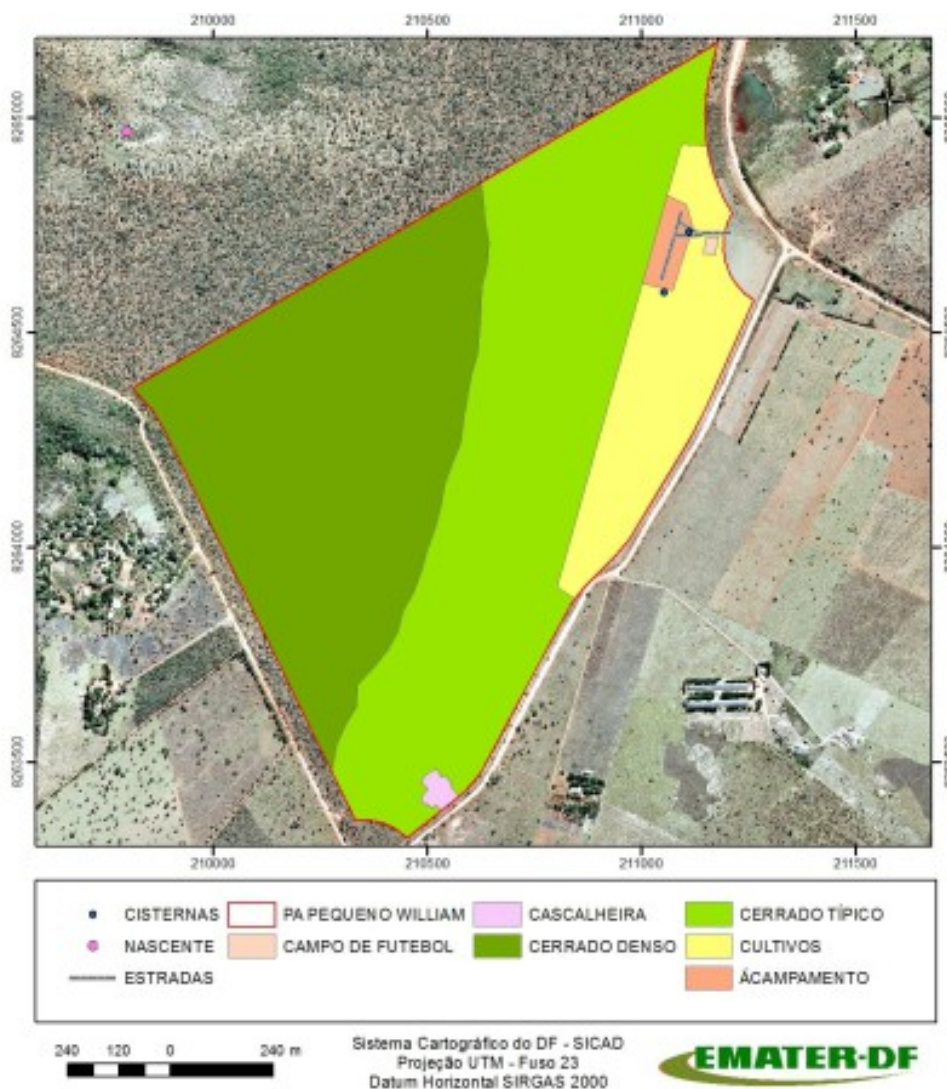 210000 210500 211000 211500
8265000
8264500
8264000
8263500
210000 210500 211000 211500
CISTERNAS PA PEQUENO WILLIAM CASCALHEIRA CERRADO TÍPICO
NASCENTE CAMPO DE FUTEBOL CERRADO DENSO CULTIVOS
ESTRADAS ÁCAMPAMENTO
240 120 0 240 m
Sistema Cartográfico do DF - SICAD
Projeção UTM - Fuso 23
Datum Horizontal SIRGAS 2000
EMATER-DF